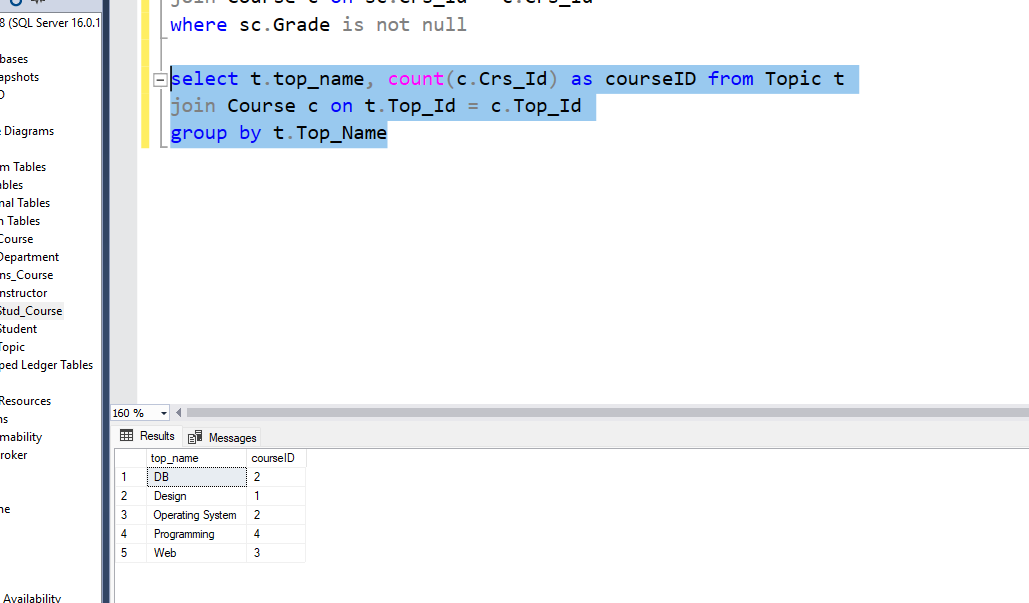 8 (SQL Server 16.0.1
bases
apshots
Diagrams
m Tables
ables
nal Tables
n Tables
Course
Department
ns_Course
nstructor
Stud_Course
Student
Topic
ped Ledger Tables
Resources
ns
mability
roker
ne
Availability
join Course c on sc.Crs_Id = c.Crs_Id
where sc.Grade is not null
select t.top_name, count(c.Crs_Id) as courseID from Topic t
join Course c on t.Top_Id = c.Top_Id
group by t.Top_Name
160 %
Results Messages
top_name courseID
1 DB 2
2 Design 1
3 Operating System 2
4 Programming 4
5 Web 3